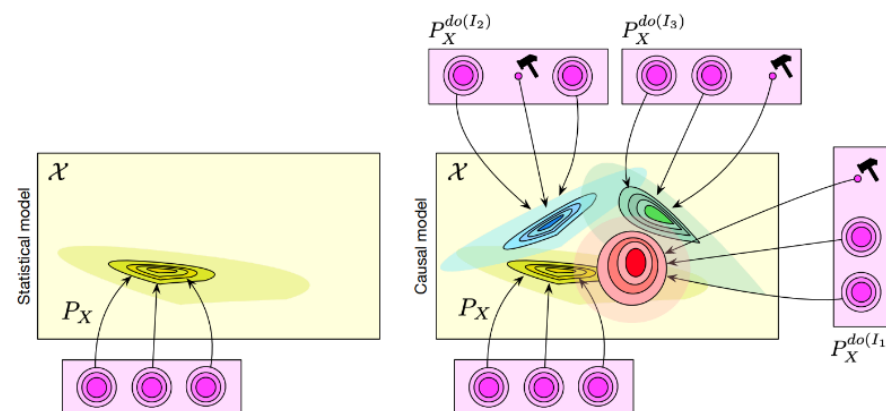 Statistical model
𝒳
P_X
P_X^{do(I_2)}
P_X^{do(I_3)}
Causal model
𝒳
P_X
P_X^{do(I_1